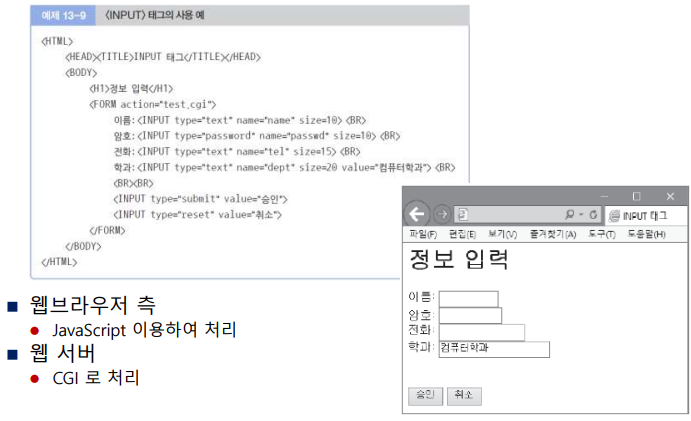 예제 13-9 <INPUT> 태그의 사용 예
<HTML>
<HEAD><TITLE>INPUT 태그</TITLE></HEAD>
<BODY>
<H1>정보 입력</H1>
<FORM action="test.cgi">
이름: <INPUT type="text" name="name" size=10> <BR>
암호: <INPUT type="password" name="passwd" size=10> <BR>
전화: <INPUT type="text" name="tel" size=15> <BR>
학과: <INPUT type="text" name="dept" size=20 value="컴퓨터학과"> <BR>
<BR><BR>
<INPUT type="submit" value="승인">
<INPUT type="reset" value="취소">
</FORM>
</BODY>
</HTML>
INPUT 태그
파일(F) 편집(E) 보기(V) 즐겨찾기(A) 도구(T) 도움말(H)
정보 입력
이름:
암호:
전화:
학과: 컴퓨터학과
승인 취소
■ 웹브라우저 측
● JavaScript 이용하여 처리
■ 웹 서버
● CGI 로 처리